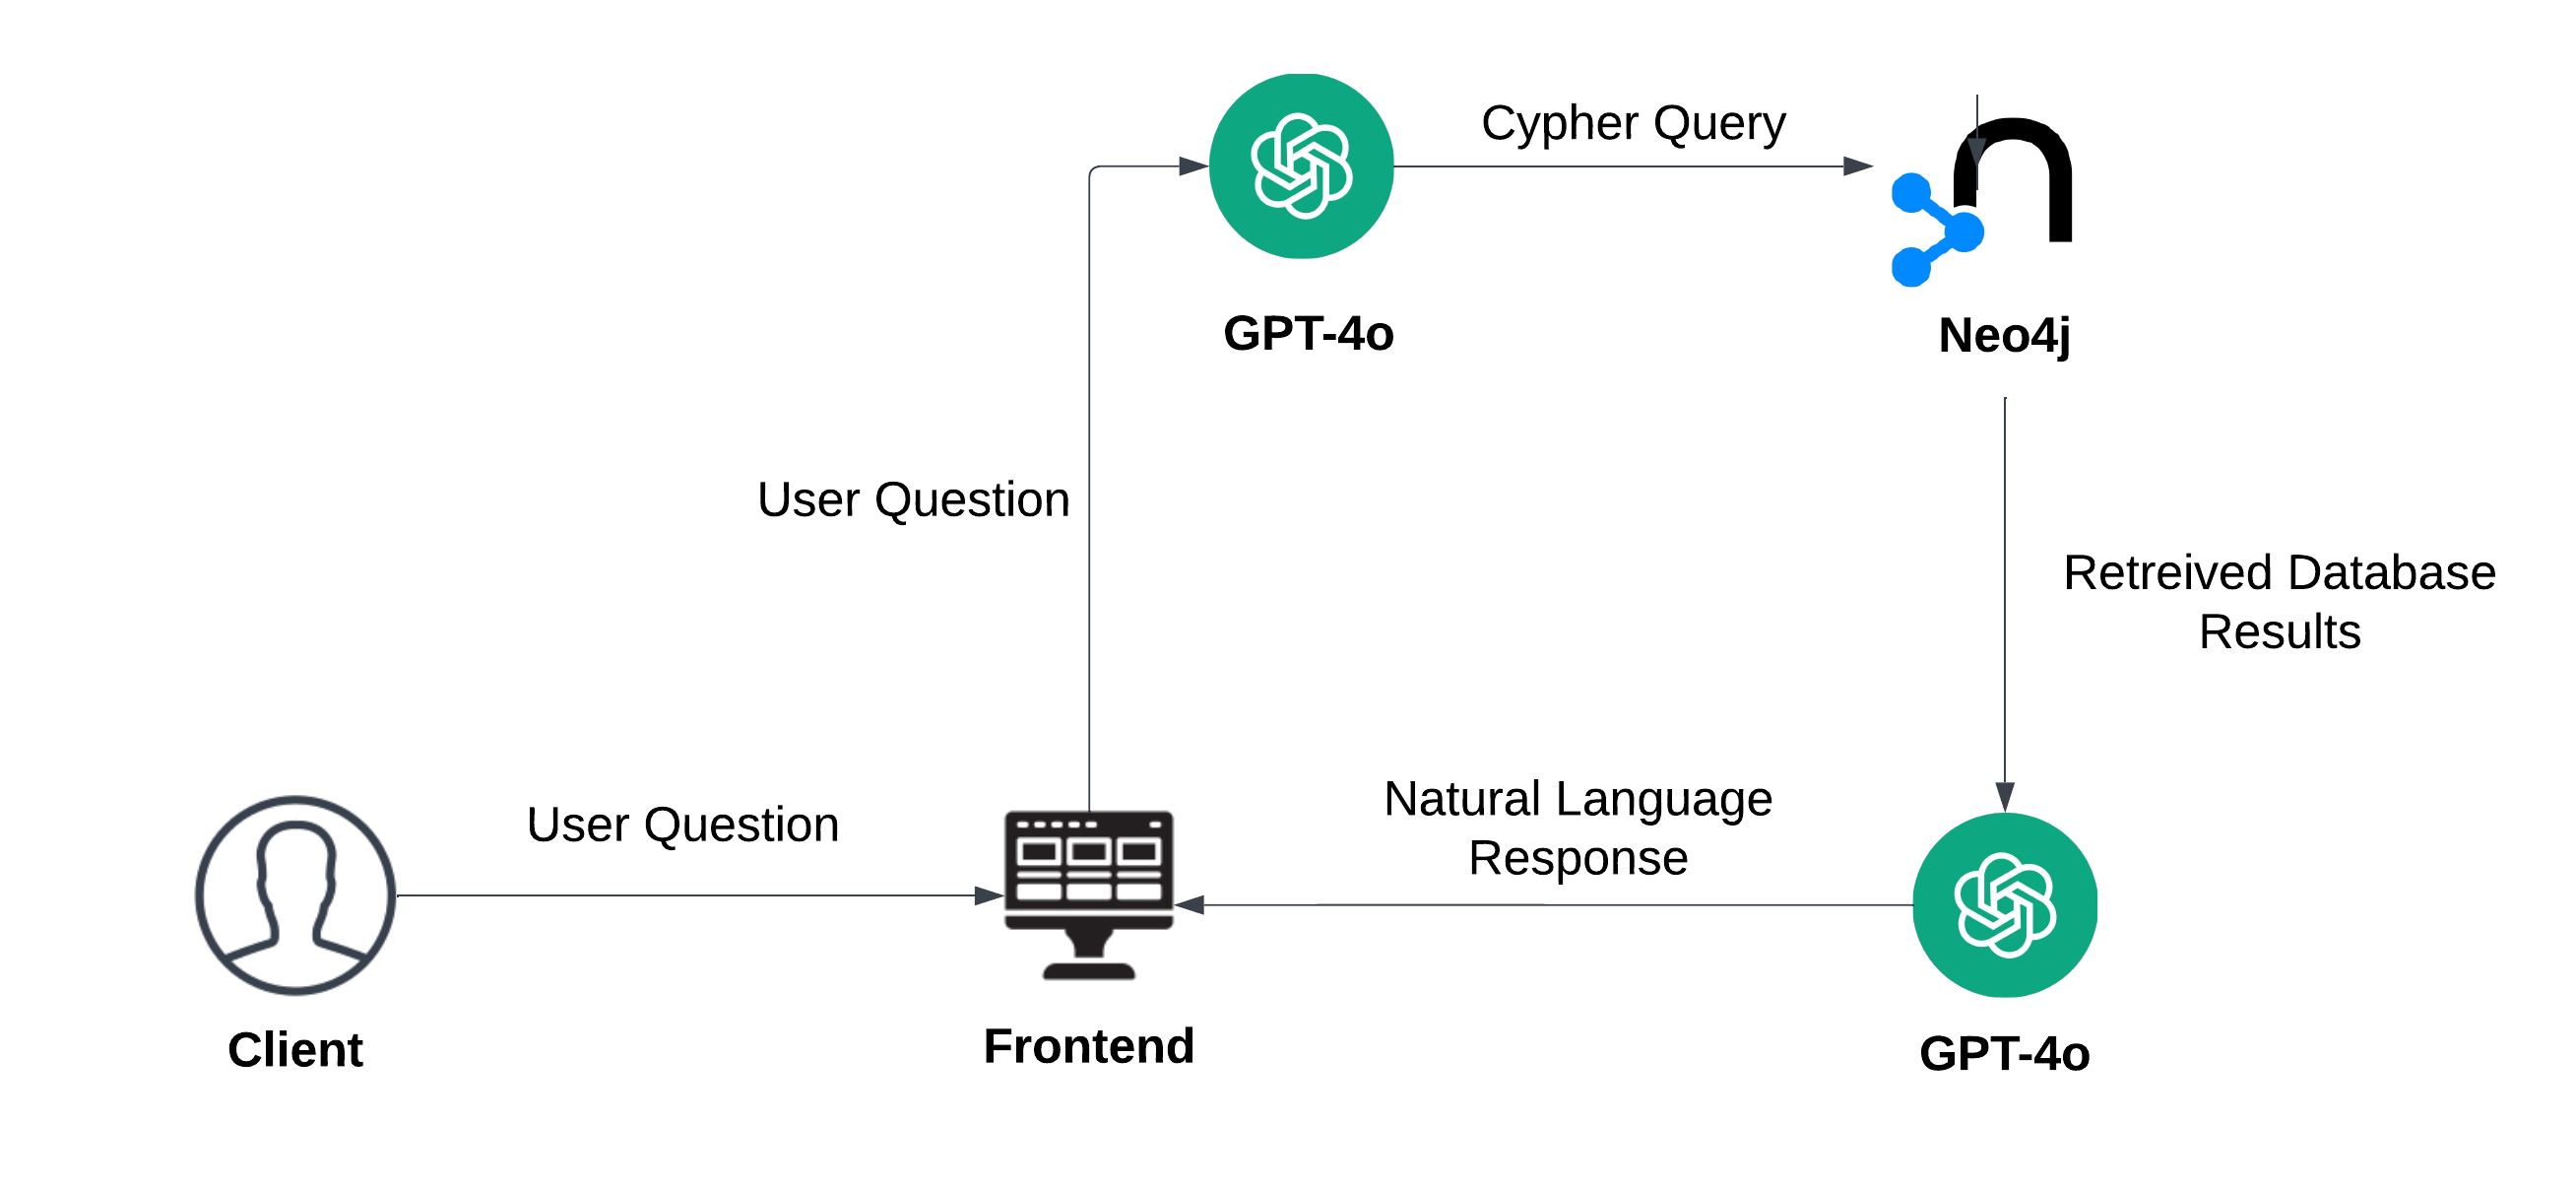 Cypher Query
GPT-4o
Neo4j
User Question
Retreived Database
Results
User Question
Natural Language
Response
Client
Frontend
GPT-4o